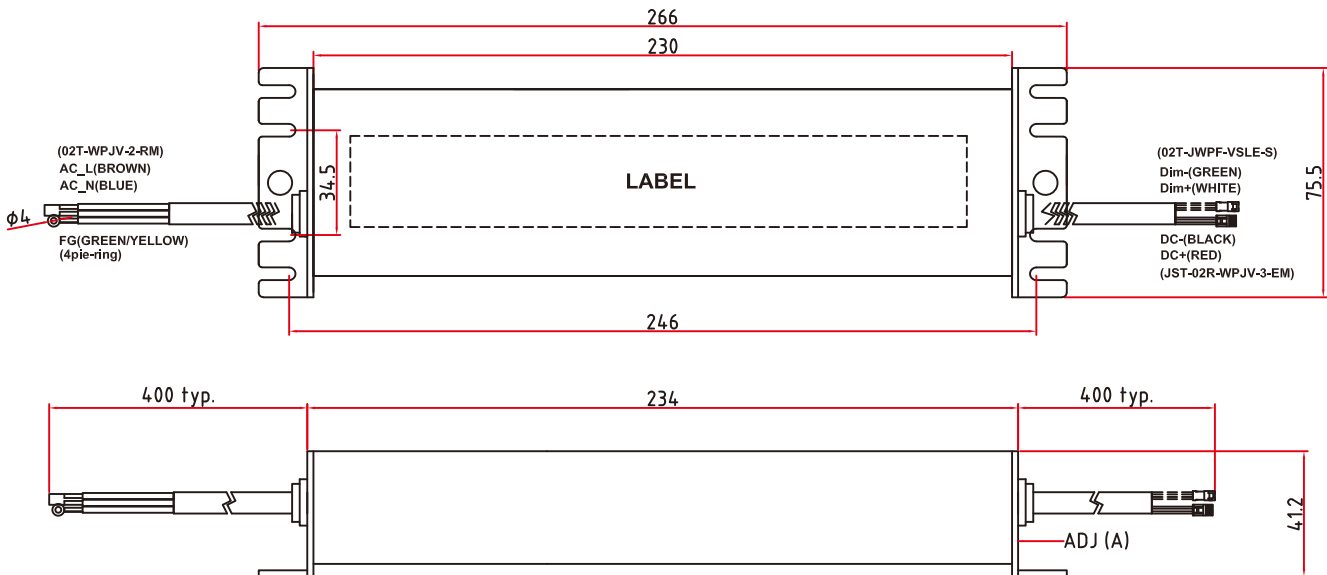 266
230
(02T-WPJV-2-RM)
AC_L(BROWN)
AC_N(BLUE)
ϕ4
FG(GREEN/YELLOW)
(4pie-ring)
34.5
LABEL
(02T-JWPF-VSLE-S)
Dim-(GREEN)
Dim+(WHITE)
75.5
DC-(BLACK)
DC+(RED)
(JST-02R-WPJV-3-EM)
246
400 typ.
234
400 typ.
41.2
ADJ (A)